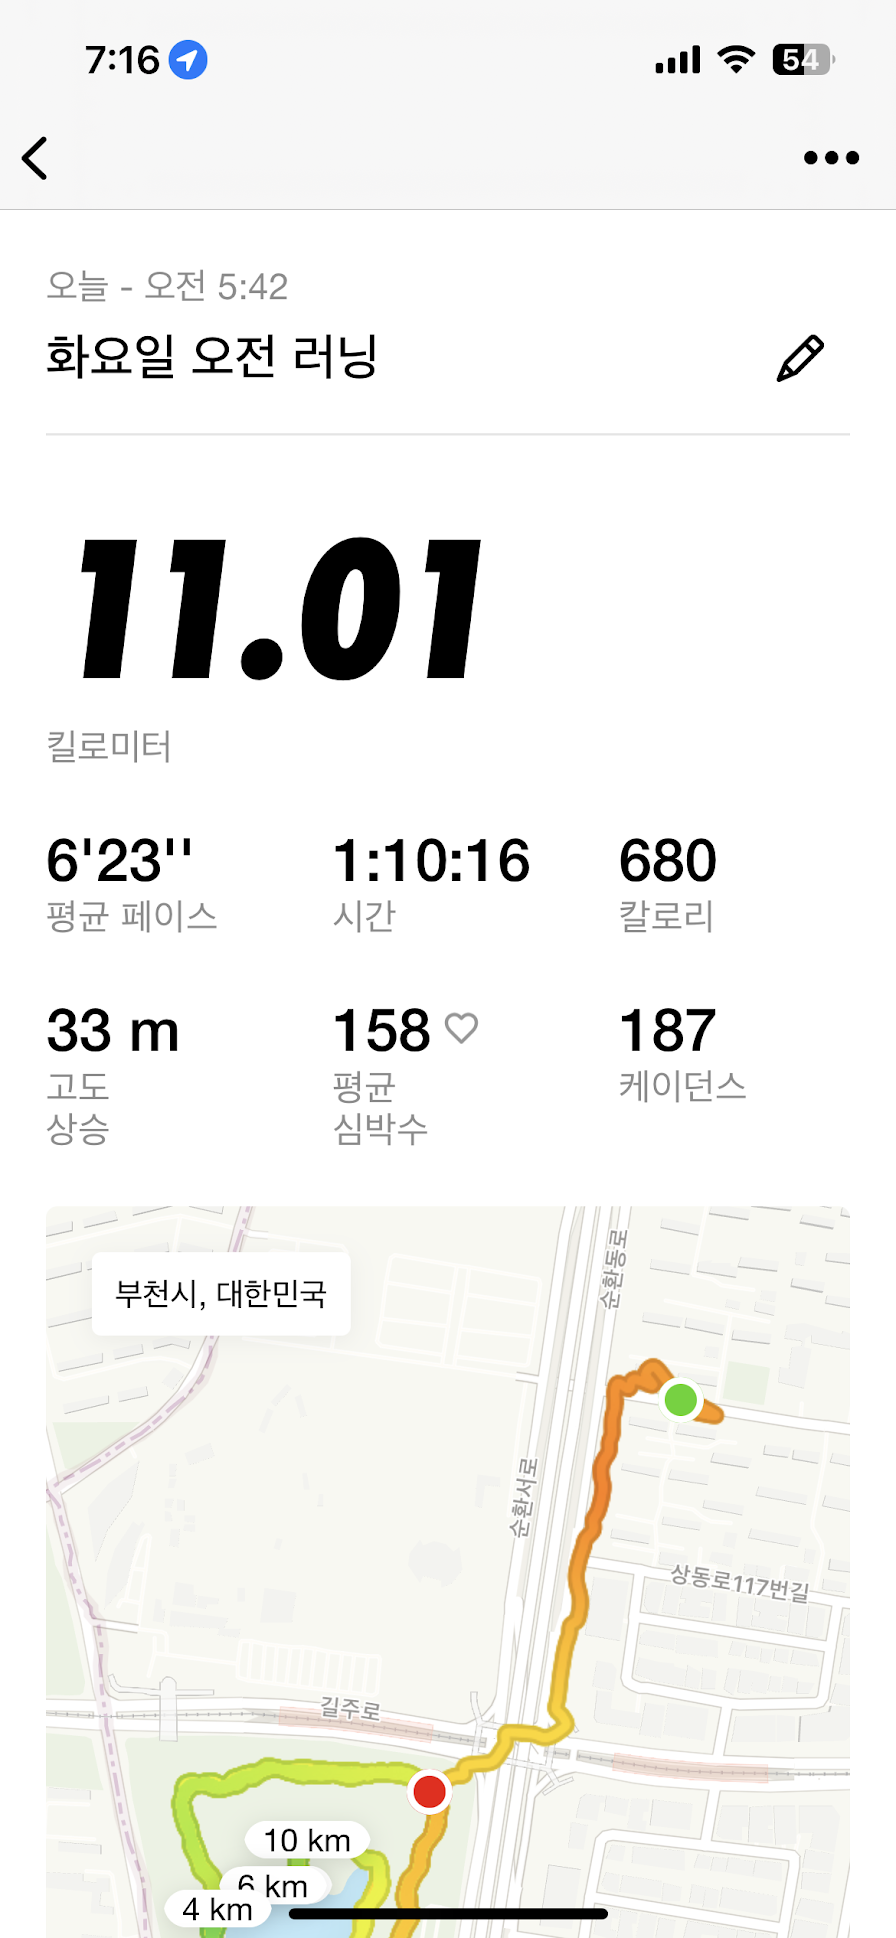 7:16
54
오늘 - 오전 5:42
화요일 오전 러닝
11.01
킬로미터
6'23'' 1:10:16 680
평균 페이스 시간 칼로리
33 m 158 187
고도 평균 케이던스
상승 심박수
부천시, 대한민국
순환동로
순환서로
상동로117번길
길주로
10 km
6 km
4 km